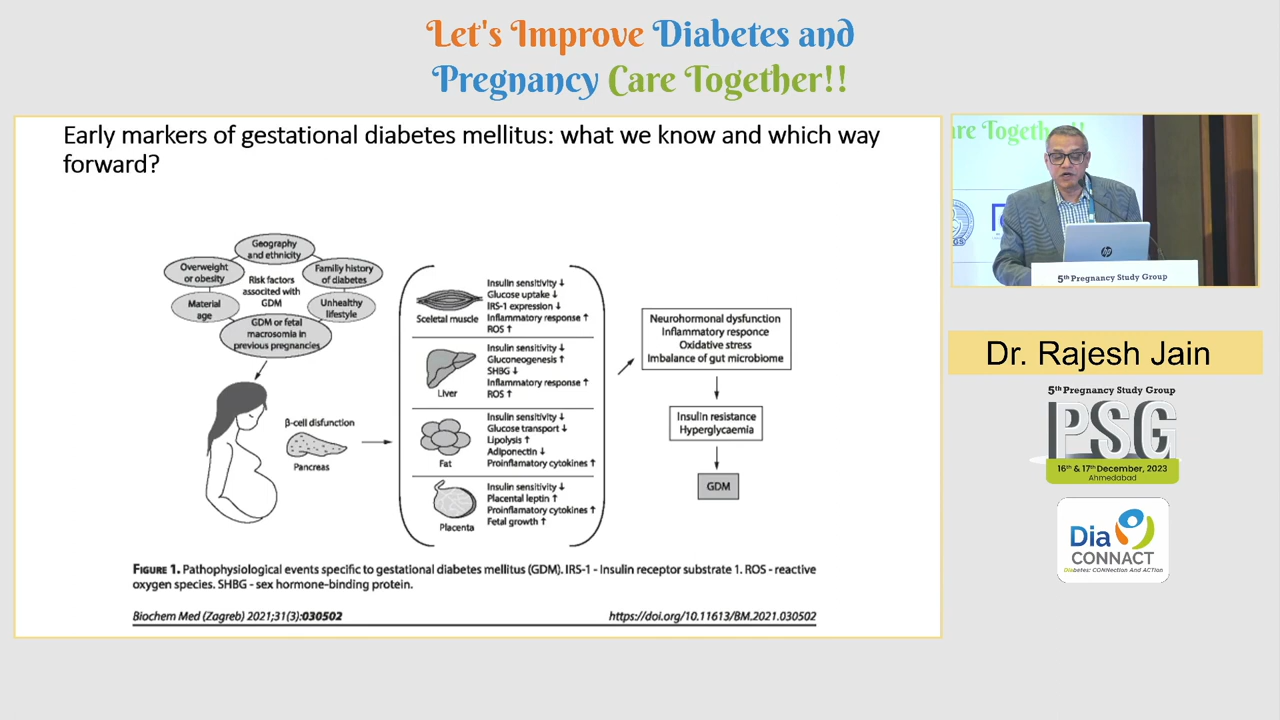 Let's Improve Diabetes and
Pregnancy Care Together!!
Early markers of gestational diabetes mellitus: what we know and which way
forward?
Geography
and ethnicity
Overweight
or obesity
Risk factors
associted with
GDM
Familiy history
of diabetes
Material
age
Unhealthy
lifestyle
GDM or fetal
macrosomia in
previous pregnancies
β-cell disfunction
Pancreas
Insulin sensitivity ↓
Glucose uptake ↓
IRS-1 expression ↓
Inflammatory response ↑
ROS ↑
Sceletal muscle
Insulin sensitivity ↓
Gluconeogenesis ↑
SHBG ↓
Inflammatory response ↑
ROS ↑
Liver
Insulin sensitivity ↓
Glucose transport ↓
Lipolysis ↑
Adiponectin ↓
Proinflamatory cytokines ↑
Fat
Insulin sensitivity ↓
Placental leptin ↑
Proinflamatory cytokines ↑
Fetal growth ↑
Placenta
Neurohormonal dysfunction
Inflamatory responce
Oxidative stress
Imbalance of gut microbiome
Insulin resistance
Hyperglycaemia
GDM
FIGURE 1. Pathophysiological events specific to gestational diabetes mellitus (GDM). IRS-1 - Insulin receptor substrate 1. ROS - reactive
oxygen species. SHBG - sex hormone-binding protein.
Biochem Med (Zagreb) 2021;31(3):030502
https://doi.org/10.11613/BM.2021.030502
are Together!!
hp
5th Pregnancy Study Group
Dr. Rajesh Jain
5th Pregnancy Study Group
PSG
16th & 17th December, 2023
Ahmedabad
Dia
CONNACT
Diabetes: CONNection And ACTion